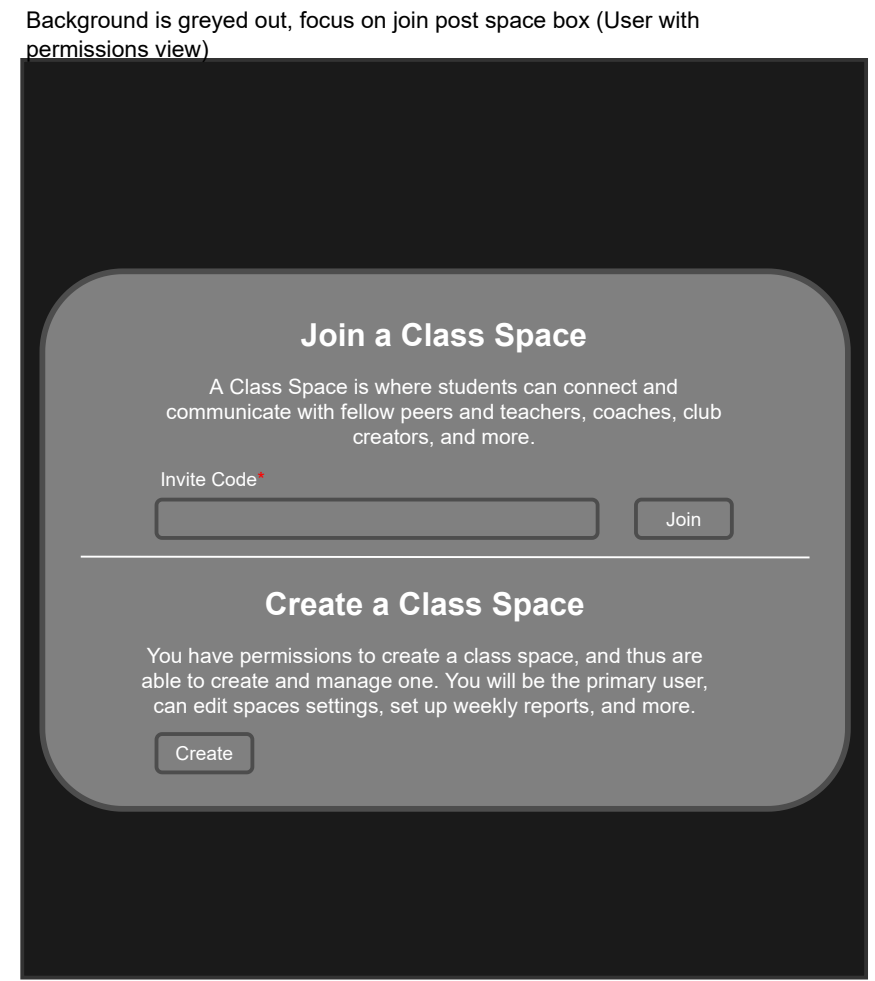 Background is greyed out, focus on join post space box (User with
permissions view)
Join a Class Space
A Class Space is where students can connect and
communicate with fellow peers and teachers, coaches, club
creators, and more.
Invite Code*
Join
Create a Class Space
You have permissions to create a class space, and thus are
able to create and manage one. You will be the primary user,
can edit spaces settings, set up weekly reports, and more.
Create